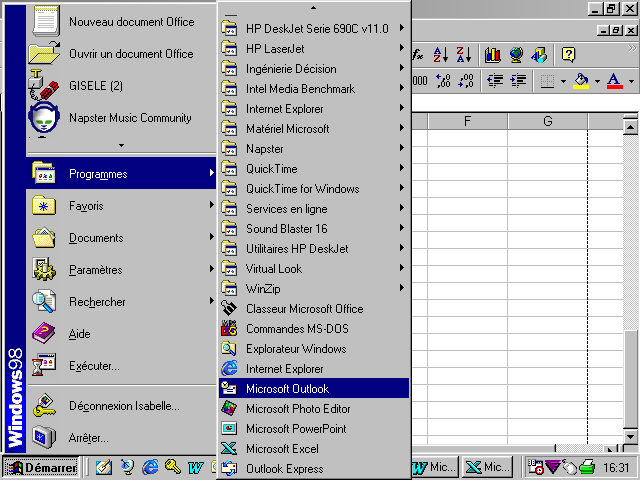 Nouveau document Office
Ouvrir un document Office
GISELE (2)
Napster Music Community
Programmes
Favoris
Documents
Paramètres
Rechercher
Aide
Exécuter...
Déconnexion Isabelle...
Arrêter...
Windows98
HP DeskJet Serie 690C v11.0
HP LaserJet
Ingénierie Décision
Intel Media Benchmark
Internet Explorer
Matériel Microsoft
Napster
QuickTime
QuickTime for Windows
Services en ligne
Sound Blaster 16
Utilitaires HP DeskJet
Virtual Look
WinZip
Classeur Microsoft Office
Commandes MS-DOS
Explorateur Windows
Internet Explorer
Microsoft Outlook
Microsoft Photo Editor
Microsoft PowerPoint
Microsoft Excel
Outlook Express
F G
Démarrer
Mic...
Mic...
16:31